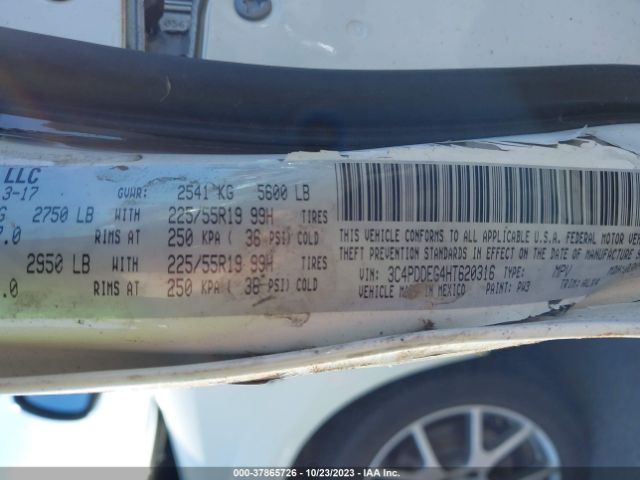 LLC
3-17
GVWR: 2541 KG 5600 LB
2750 LB WITH 225/55R19 99H TIRES
RIMS AT 250 KPA ( 36 PSI) COLD
2950 LB WITH 225/55R19 99H TIRES
.0 RIMS AT 250 KPA ( 36 PSI) COLD
THIS VEHICLE CONFORMS TO ALL APPLICABLE U.S.A. FEDERAL MOTOR
THEFT PREVENTION STANDARDS IN EFFECT ON THE DATE OF MANUFACTURE
VIN: 3C4PDDEG4HT620316 TYPE: MPV
VEHICLE MADE IN MEXICO PAINT: PW3 TRIM:
000-37865726 - 10/23/2023 - IAA Inc.